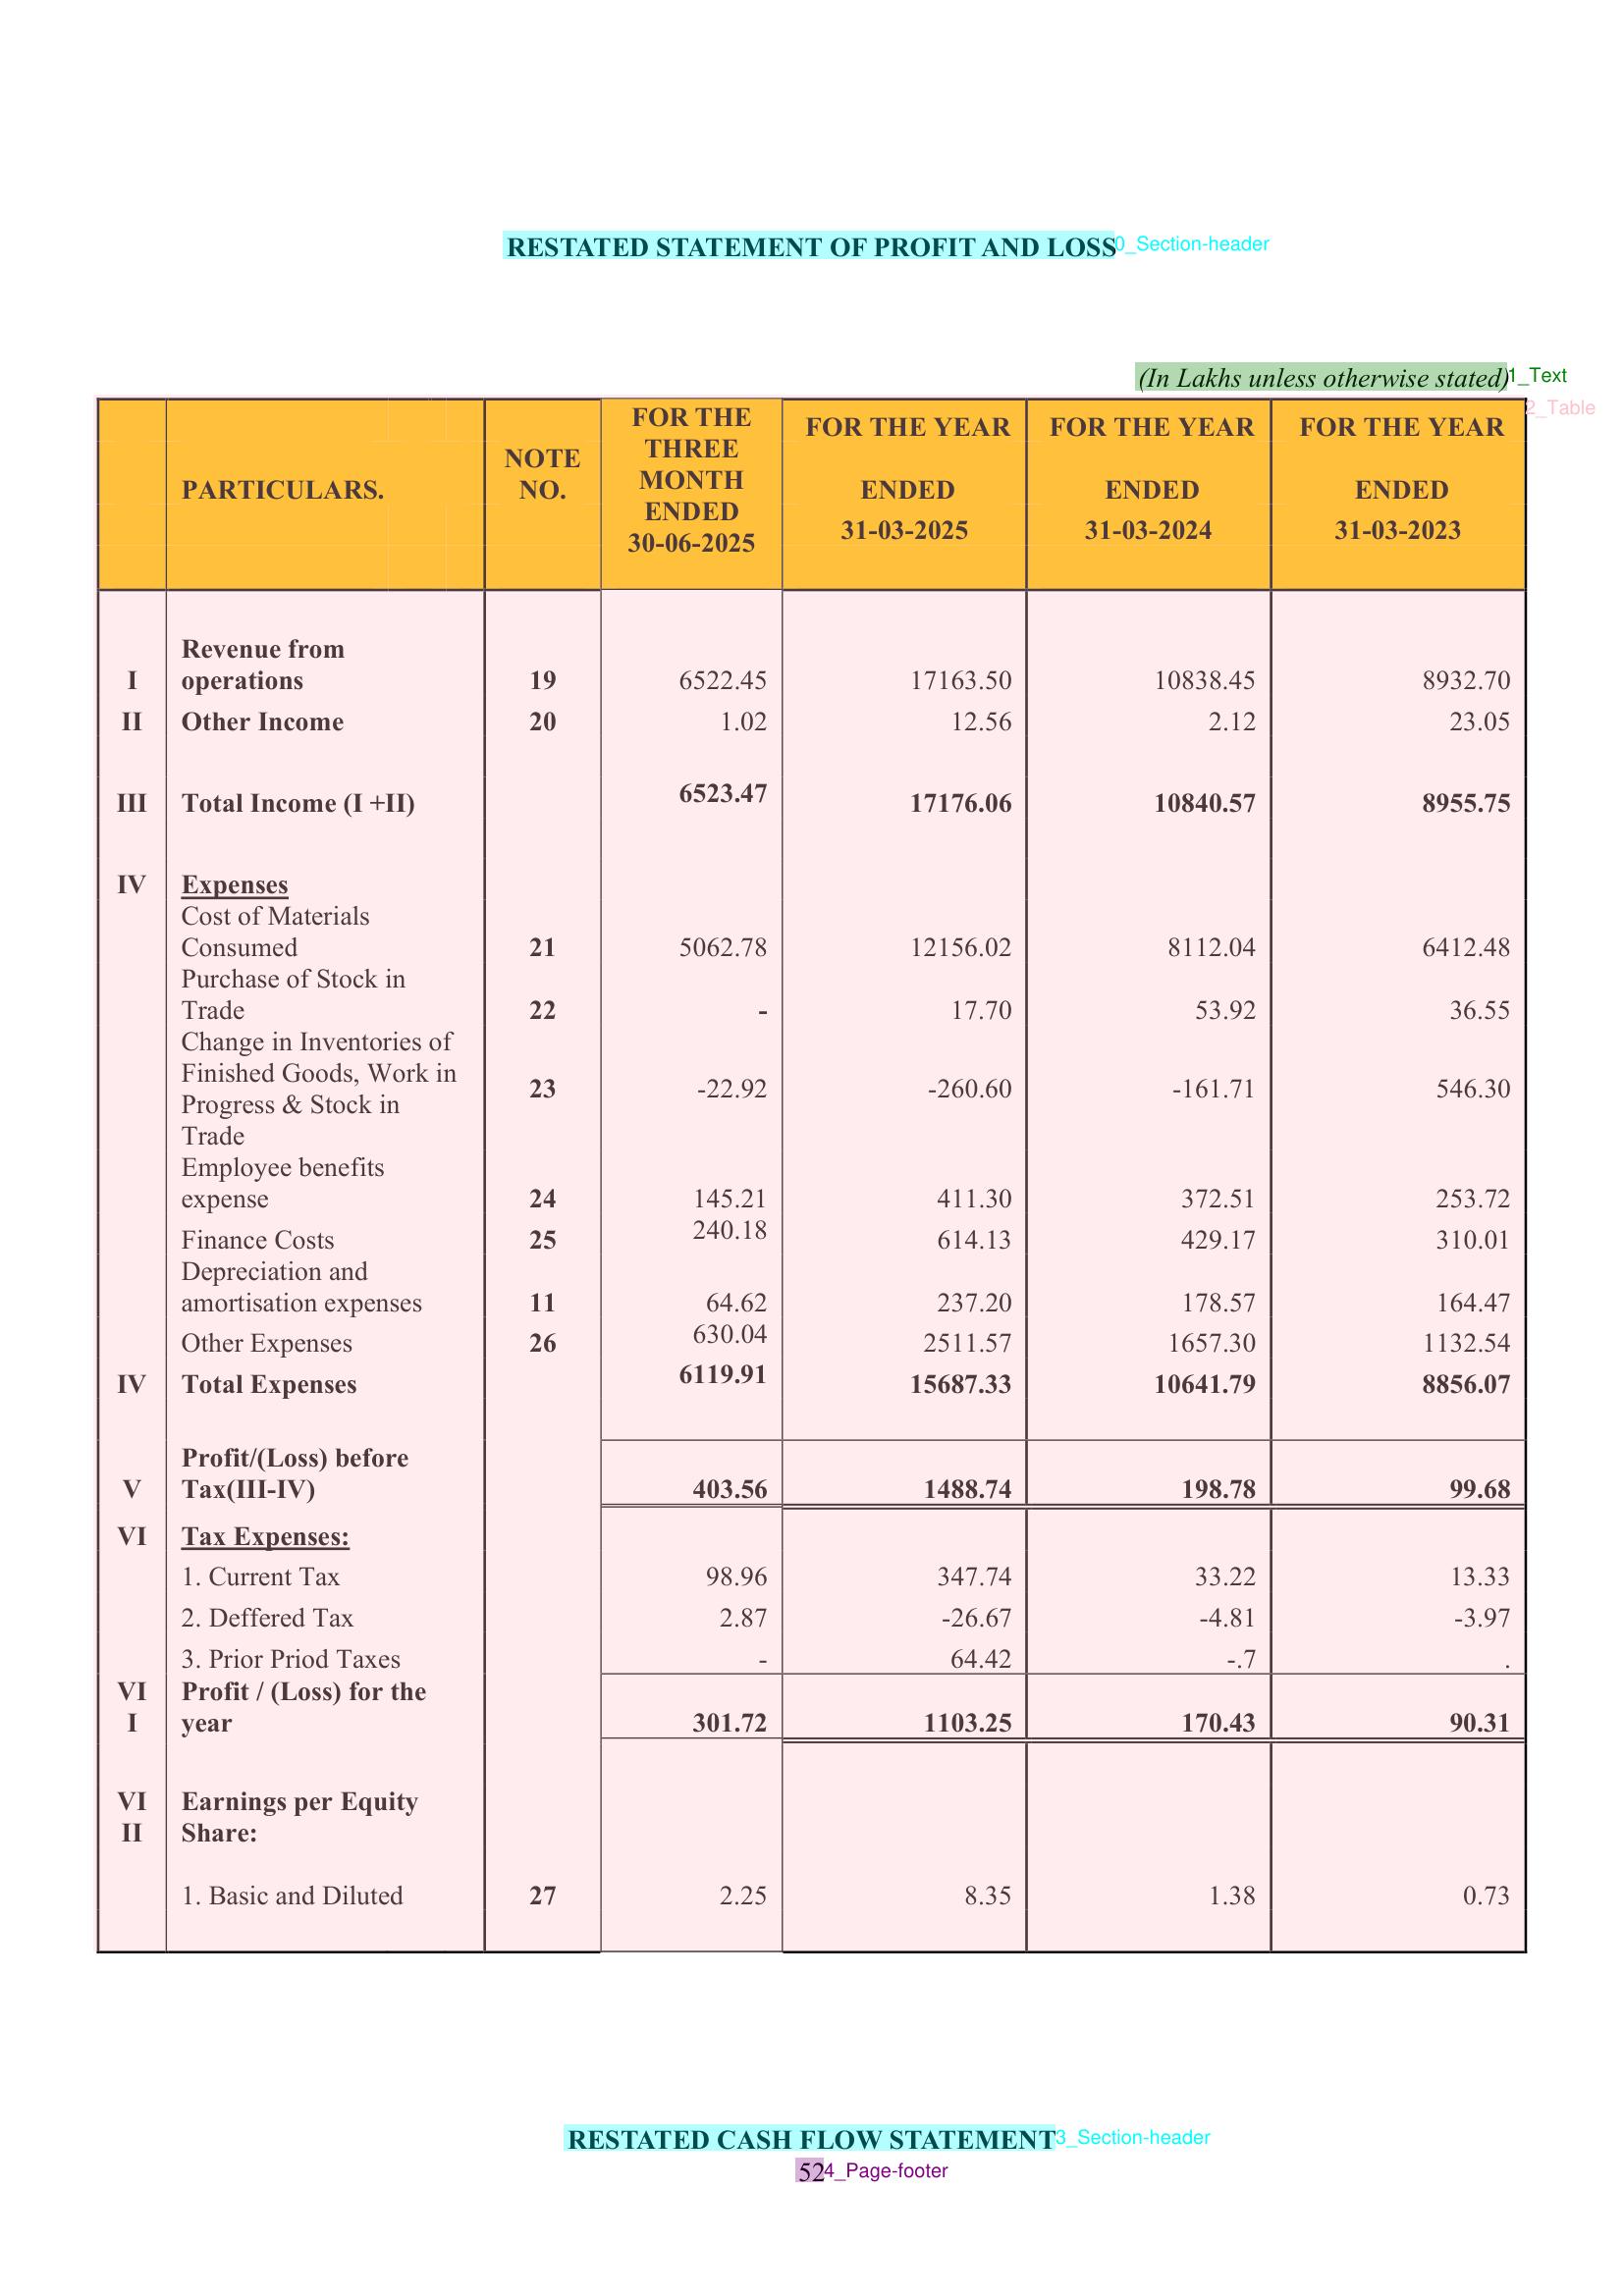 RESTATED STATEMENT OF PROFIT AND LOSS 0_Section-header
(In Lakhs unless otherwise stated) 1_Text
2_Table
PARTICULARS. NOTE NO. FOR THE THREE MONTH ENDED 30-06-2025 FOR THE YEAR ENDED 31-03-2025 FOR THE YEAR ENDED 31-03-2024 FOR THE YEAR ENDED 31-03-2023
I Revenue from operations 19 6522.45 17163.50 10838.45 8932.70
II Other Income 20 1.02 12.56 2.12 23.05
III Total Income (I +II) 6523.47 17176.06 10840.57 8955.75
IV Expenses
Cost of Materials Consumed 21 5062.78 12156.02 8112.04 6412.48
Purchase of Stock in Trade 22 - 17.70 53.92 36.55
Change in Inventories of Finished Goods, Work in Progress & Stock in Trade 23 -22.92 -260.60 -161.71 546.30
Employee benefits expense 24 145.21 411.30 372.51 253.72
Finance Costs 25 240.18 614.13 429.17 310.01
Depreciation and amortisation expenses 11 64.62 237.20 178.57 164.47
Other Expenses 26 630.04 2511.57 1657.30 1132.54
IV Total Expenses 6119.91 15687.33 10641.79 8856.07
V Profit/(Loss) before Tax(III-IV) 403.56 1488.74 198.78 99.68
VI Tax Expenses:
1. Current Tax 98.96 347.74 33.22 13.33
2. Deffered Tax 2.87 -26.67 -4.81 -3.97
3. Prior Priod Taxes - 64.42 -.7 .
VI I Profit / (Loss) for the year 301.72 1103.25 170.43 90.31
VI II Earnings per Equity Share:
1. Basic and Diluted 27 2.25 8.35 1.38 0.73
RESTATED CASH FLOW STATEMENT 3_Section-header
52 4_Page-footer